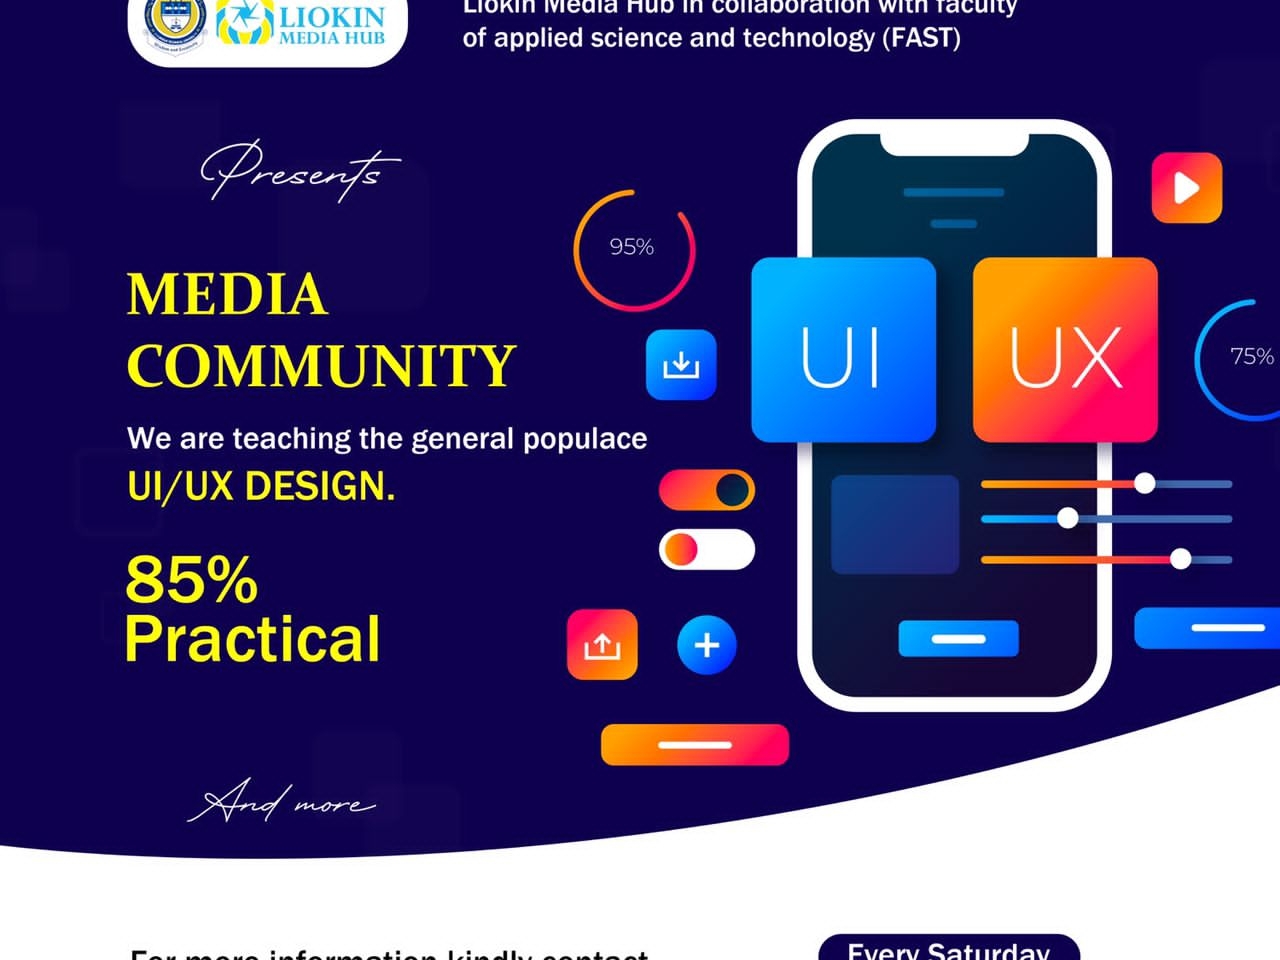 LIOKIN
MEDIA HUB
Liokin Media Hub in collaboration with faculty
of applied science and technology (FAST)
Presents
MEDIA
COMMUNITY
We are teaching the general populace
UI/UX DESIGN.
85%
Practical
And more
95%
UI
UX
75%
For more information kindly contact
Every Saturday